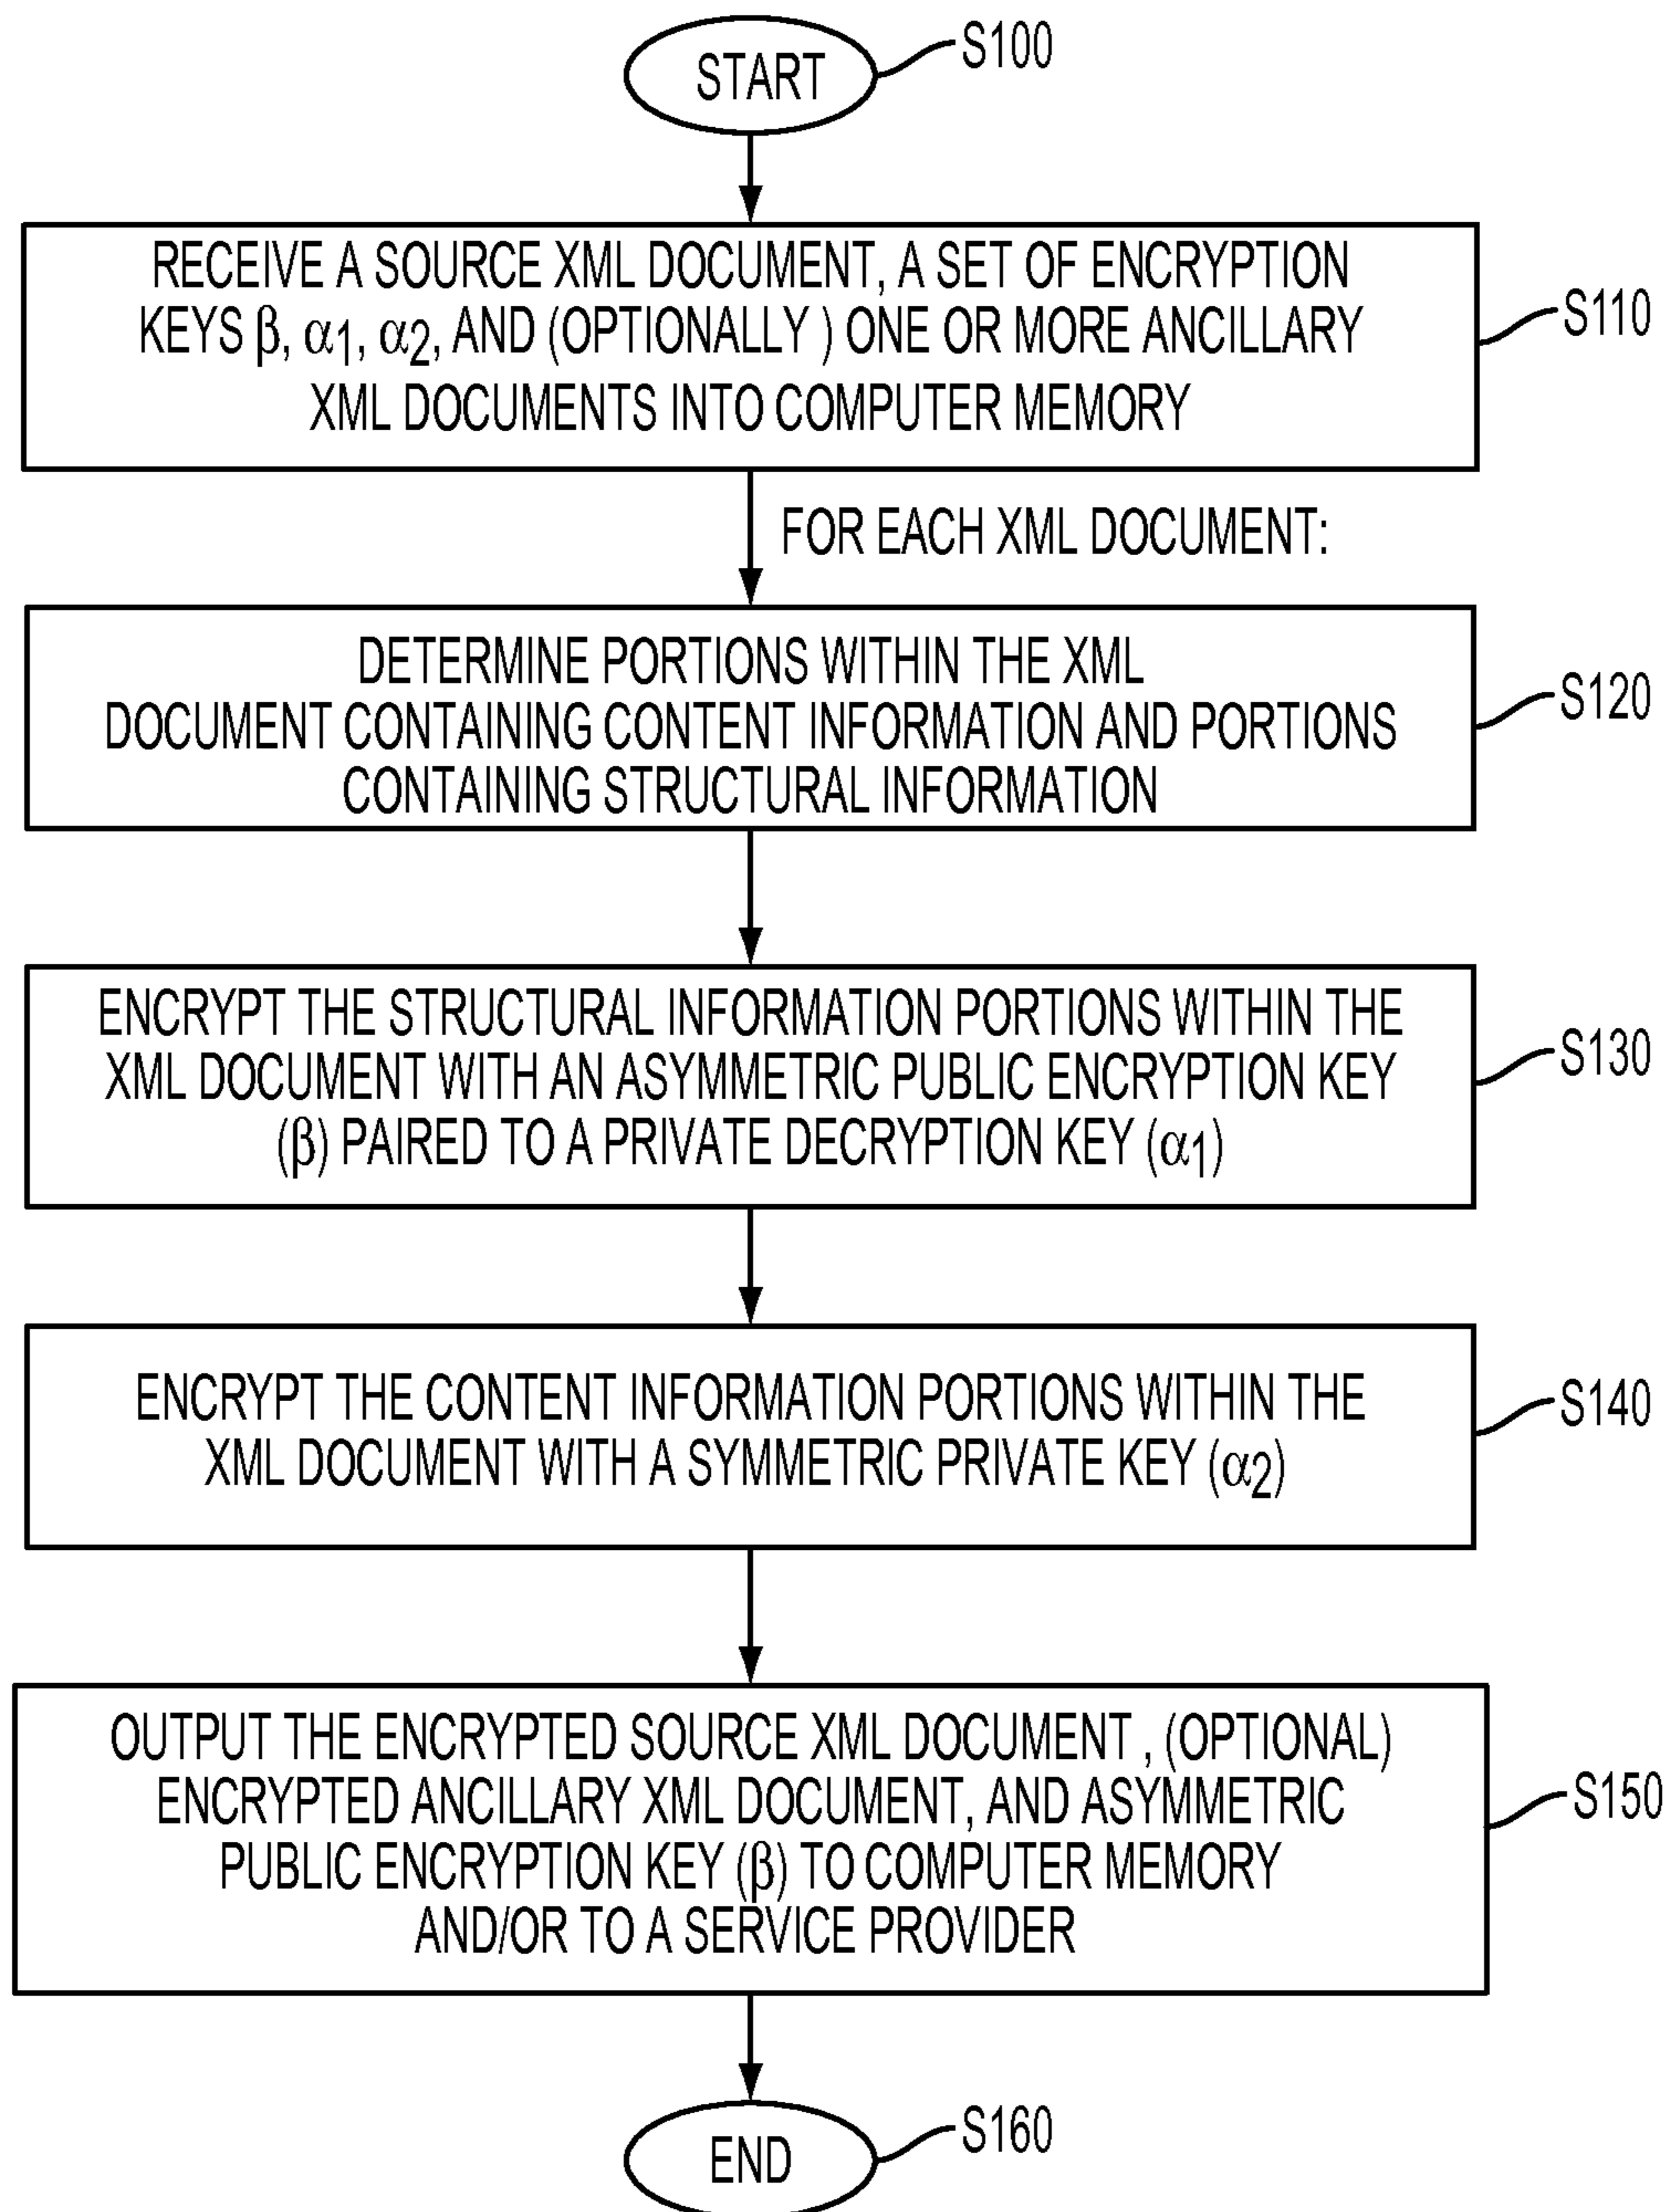 START
S100
RECEIVE A SOURCE XML DOCUMENT, A SET OF ENCRYPTION
KEYS β, α1, α2, AND (OPTIONALLY ) ONE OR MORE ANCILLARY
XML DOCUMENTS INTO COMPUTER MEMORY
S110
FOR EACH XML DOCUMENT:
DETERMINE PORTIONS WITHIN THE XML
DOCUMENT CONTAINING CONTENT INFORMATION AND PORTIONS
CONTAINING STRUCTURAL INFORMATION
S120
ENCRYPT THE STRUCTURAL INFORMATION PORTIONS WITHIN THE
XML DOCUMENT WITH AN ASYMMETRIC PUBLIC ENCRYPTION KEY
(β) PAIRED TO A PRIVATE DECRYPTION KEY (α1)
S130
ENCRYPT THE CONTENT INFORMATION PORTIONS WITHIN THE
XML DOCUMENT WITH A SYMMETRIC PRIVATE KEY (α2)
S140
OUTPUT THE ENCRYPTED SOURCE XML DOCUMENT , (OPTIONAL)
ENCRYPTED ANCILLARY XML DOCUMENT, AND ASYMMETRIC
PUBLIC ENCRYPTION KEY (β) TO COMPUTER MEMORY
AND/OR TO A SERVICE PROVIDER
S150
END
S160